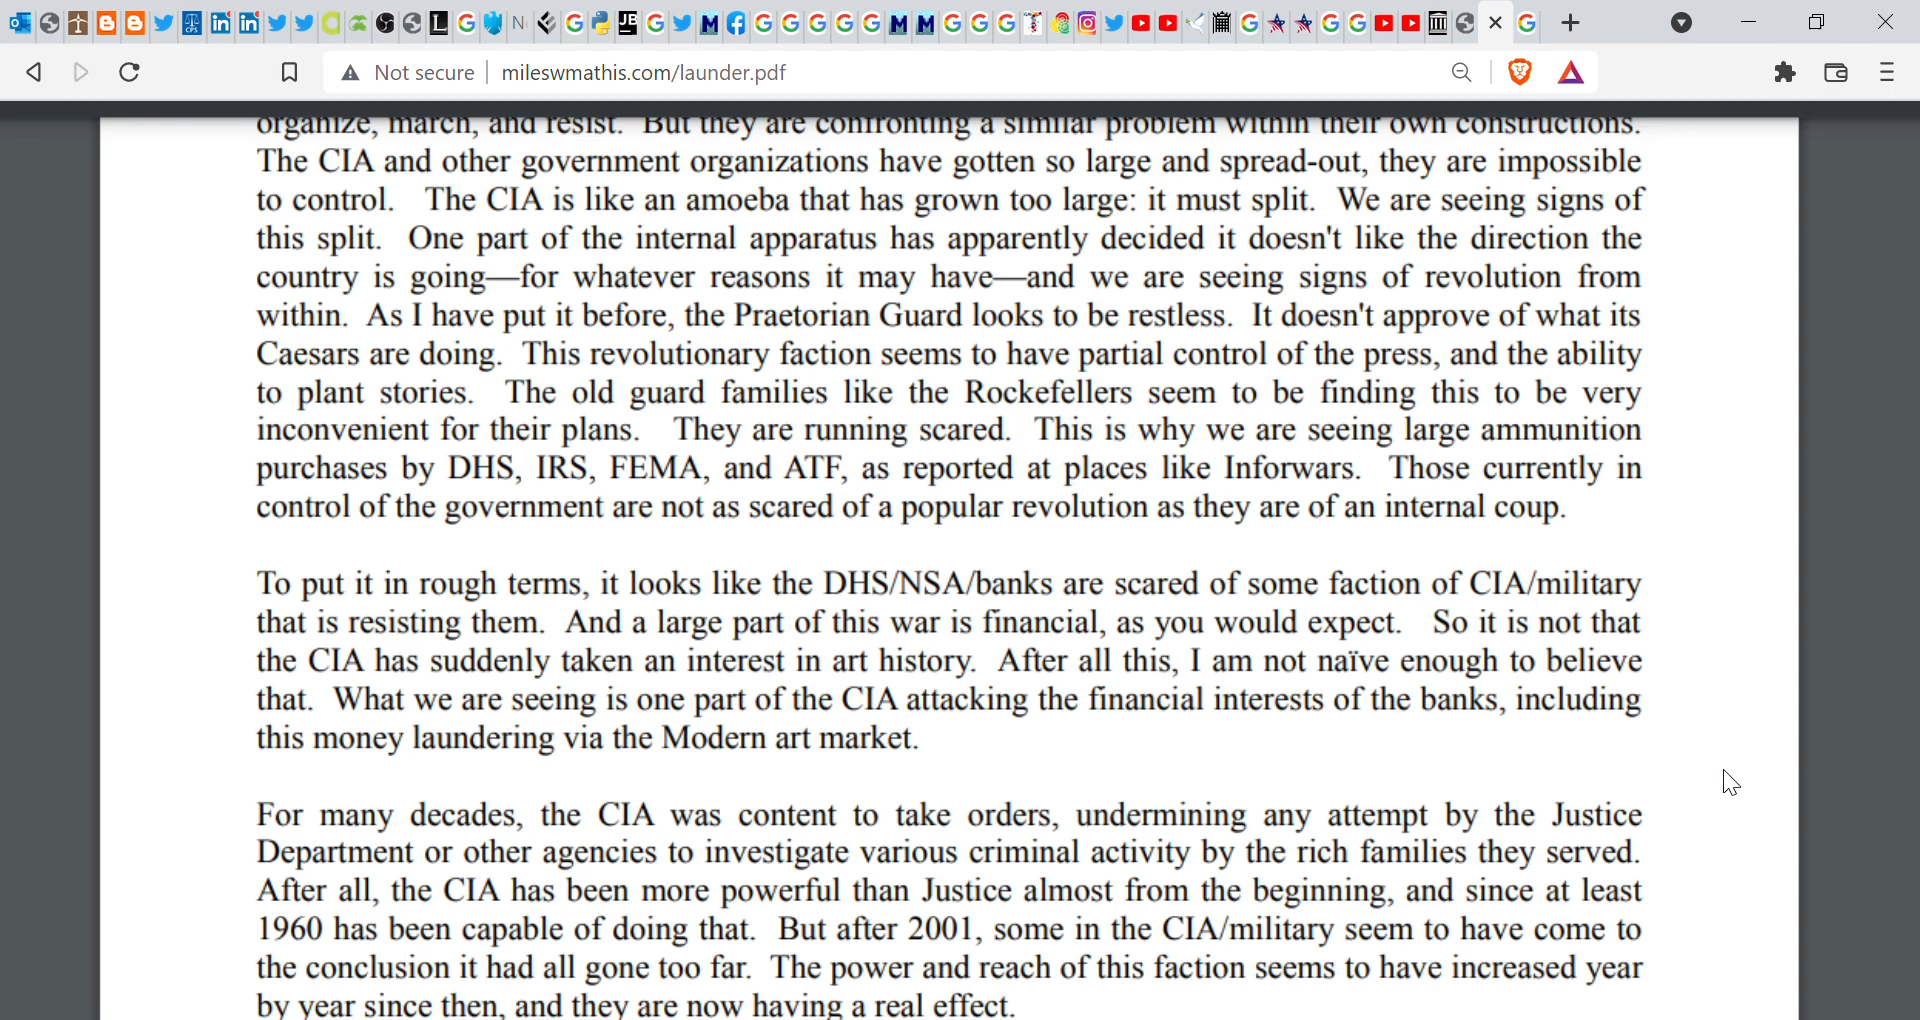 Not secure
mileswmathis.com/launder.pdf
organize, march, and resist. But they are confronting a similar problem within their own constructions.
The CIA and other government organizations have gotten so large and spread-out, they are impossible
to control. The CIA is like an amoeba that has grown too large: it must split. We are seeing signs of
this split. One part of the internal apparatus has apparently decided it doesn't like the direction the
country is going—for whatever reasons it may have—and we are seeing signs of revolution from
within. As I have put it before, the Praetorian Guard looks to be restless. It doesn't approve of what its
Caesars are doing. This revolutionary faction seems to have partial control of the press, and the ability
to plant stories. The old guard families like the Rockefellers seem to be finding this to be very
inconvenient for their plans. They are running scared. This is why we are seeing large ammunition
purchases by DHS, IRS, FEMA, and ATF, as reported at places like Inforwars. Those currently in
control of the government are not as scared of a popular revolution as they are of an internal coup.
To put it in rough terms, it looks like the DHS/NSA/banks are scared of some faction of CIA/military
that is resisting them. And a large part of this war is financial, as you would expect. So it is not that
the CIA has suddenly taken an interest in art history. After all this, I am not naïve enough to believe
that. What we are seeing is one part of the CIA attacking the financial interests of the banks, including
this money laundering via the Modern art market.
For many decades, the CIA was content to take orders, undermining any attempt by the Justice
Department or other agencies to investigate various criminal activity by the rich families they served.
After all, the CIA has been more powerful than Justice almost from the beginning, and since at least
1960 has been capable of doing that. But after 2001, some in the CIA/military seem to have come to
the conclusion it had all gone too far. The power and reach of this faction seems to have increased year
by year since then, and they are now having a real effect.